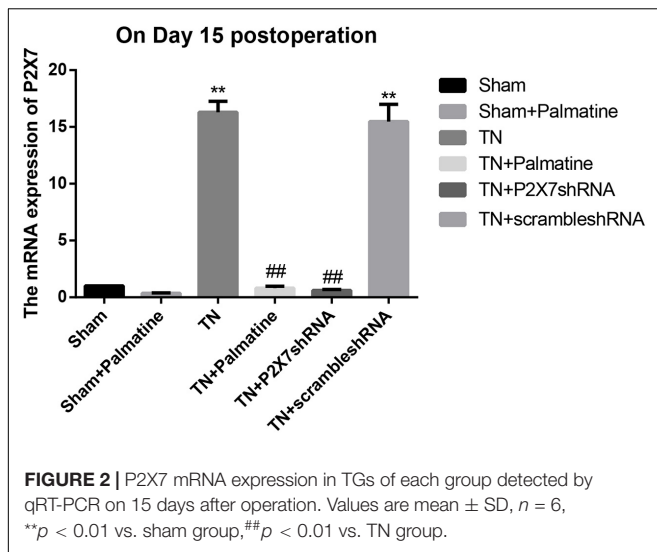 On Day 15 postoperation
The mRNA expression of P2X7
20
15
10
5
0
**
##
##
**
Sham
Sham+Palmatine
TN
TN+Palmatine
TN+P2X7shRNA
TN+scrambleshRNA
Sham
Sham+Palmatine
TN
TN+Palmatine
TN+P2X7shRNA
TN+scrambleshRNA
FIGURE 2 | P2X7 mRNA expression in TGs of each group detected by
qRT-PCR on 15 days after operation. Values are mean ± SD, n = 6,
**p < 0.01 vs. sham group,##p < 0.01 vs. TN group.